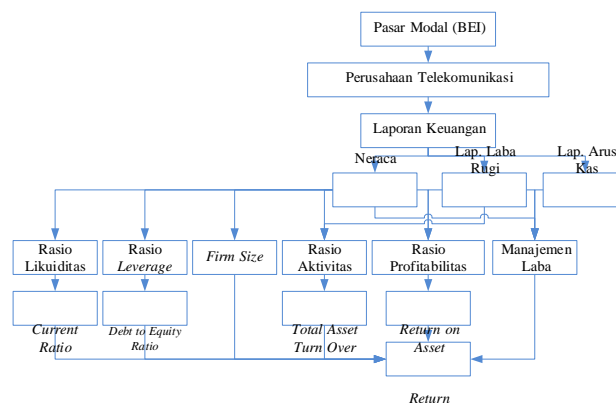 Pasar Modal (BEI)
Perusahaan Telekomunikasi
Laporan Keuangan
Neraca
Lap. Laba
Rugi
Lap. Arus
Kas
Rasio
Likuiditas
Rasio
Leverage
Firm Size
Rasio
Aktivitas
Rasio
Profitabilitas
Manajemen
Laba
Current
Ratio
Debt to Equity
Ratio
Total Asset
Turn Over
Return on
Asset
Return